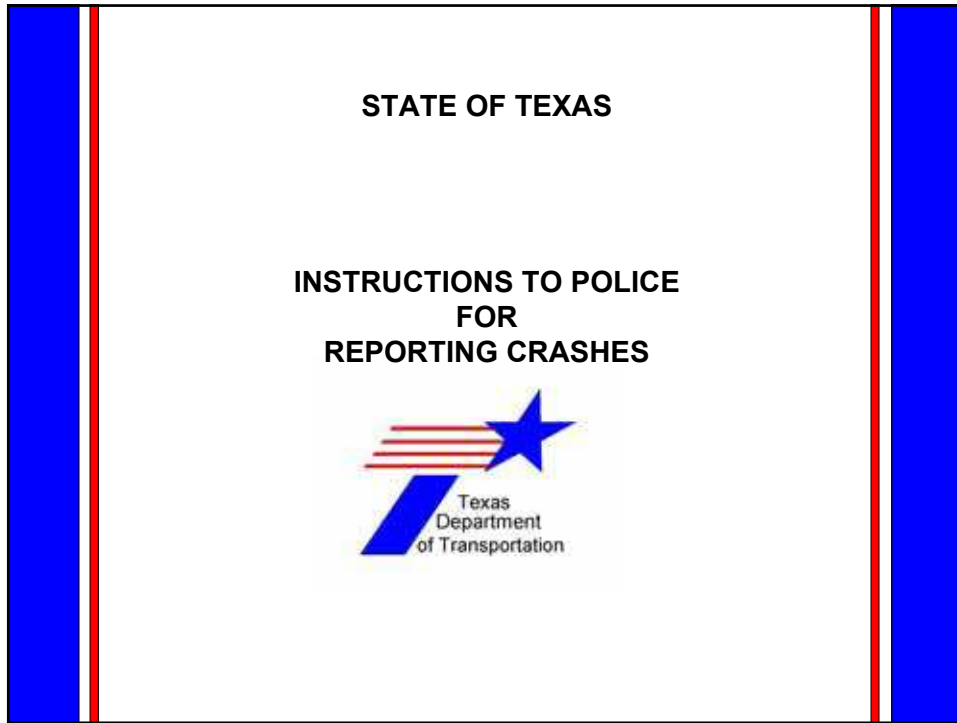 STATE OF TEXAS
INSTRUCTIONS TO POLICE
FOR
REPORTING CRASHES
Texas
Department
of Transportation